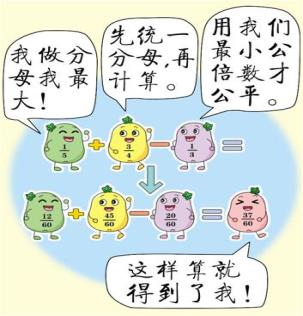 我做分
母我最
大！
先统一
分母,再
计算。
用我们
最小公
倍数才
公平。
1/5 + 3/4 − 1/3 =
12/60 + 45/60 − 20/60 = 37/60
这样算就
得到了我！